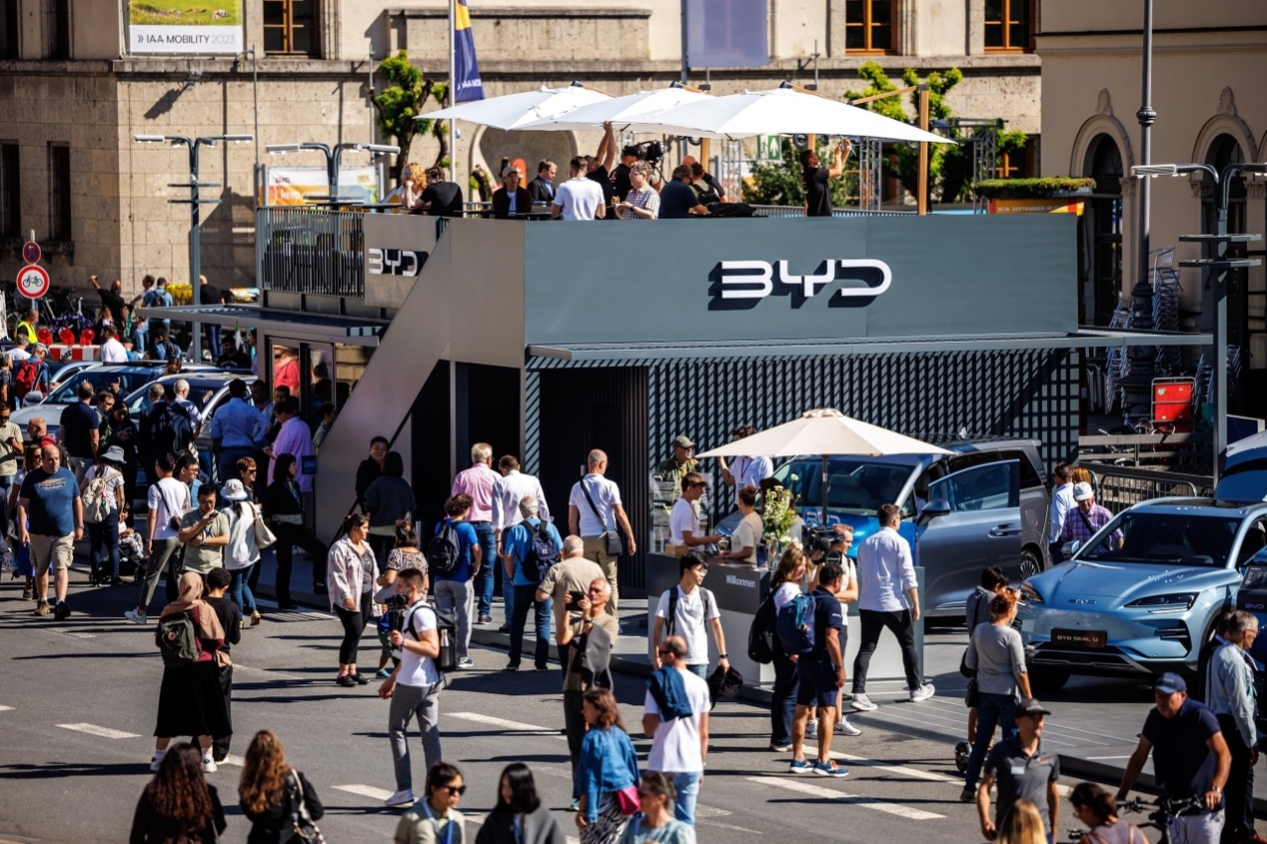 » IAA MOBILITY 2023
BYD
BYD
Willkommen
BYD SEAL U